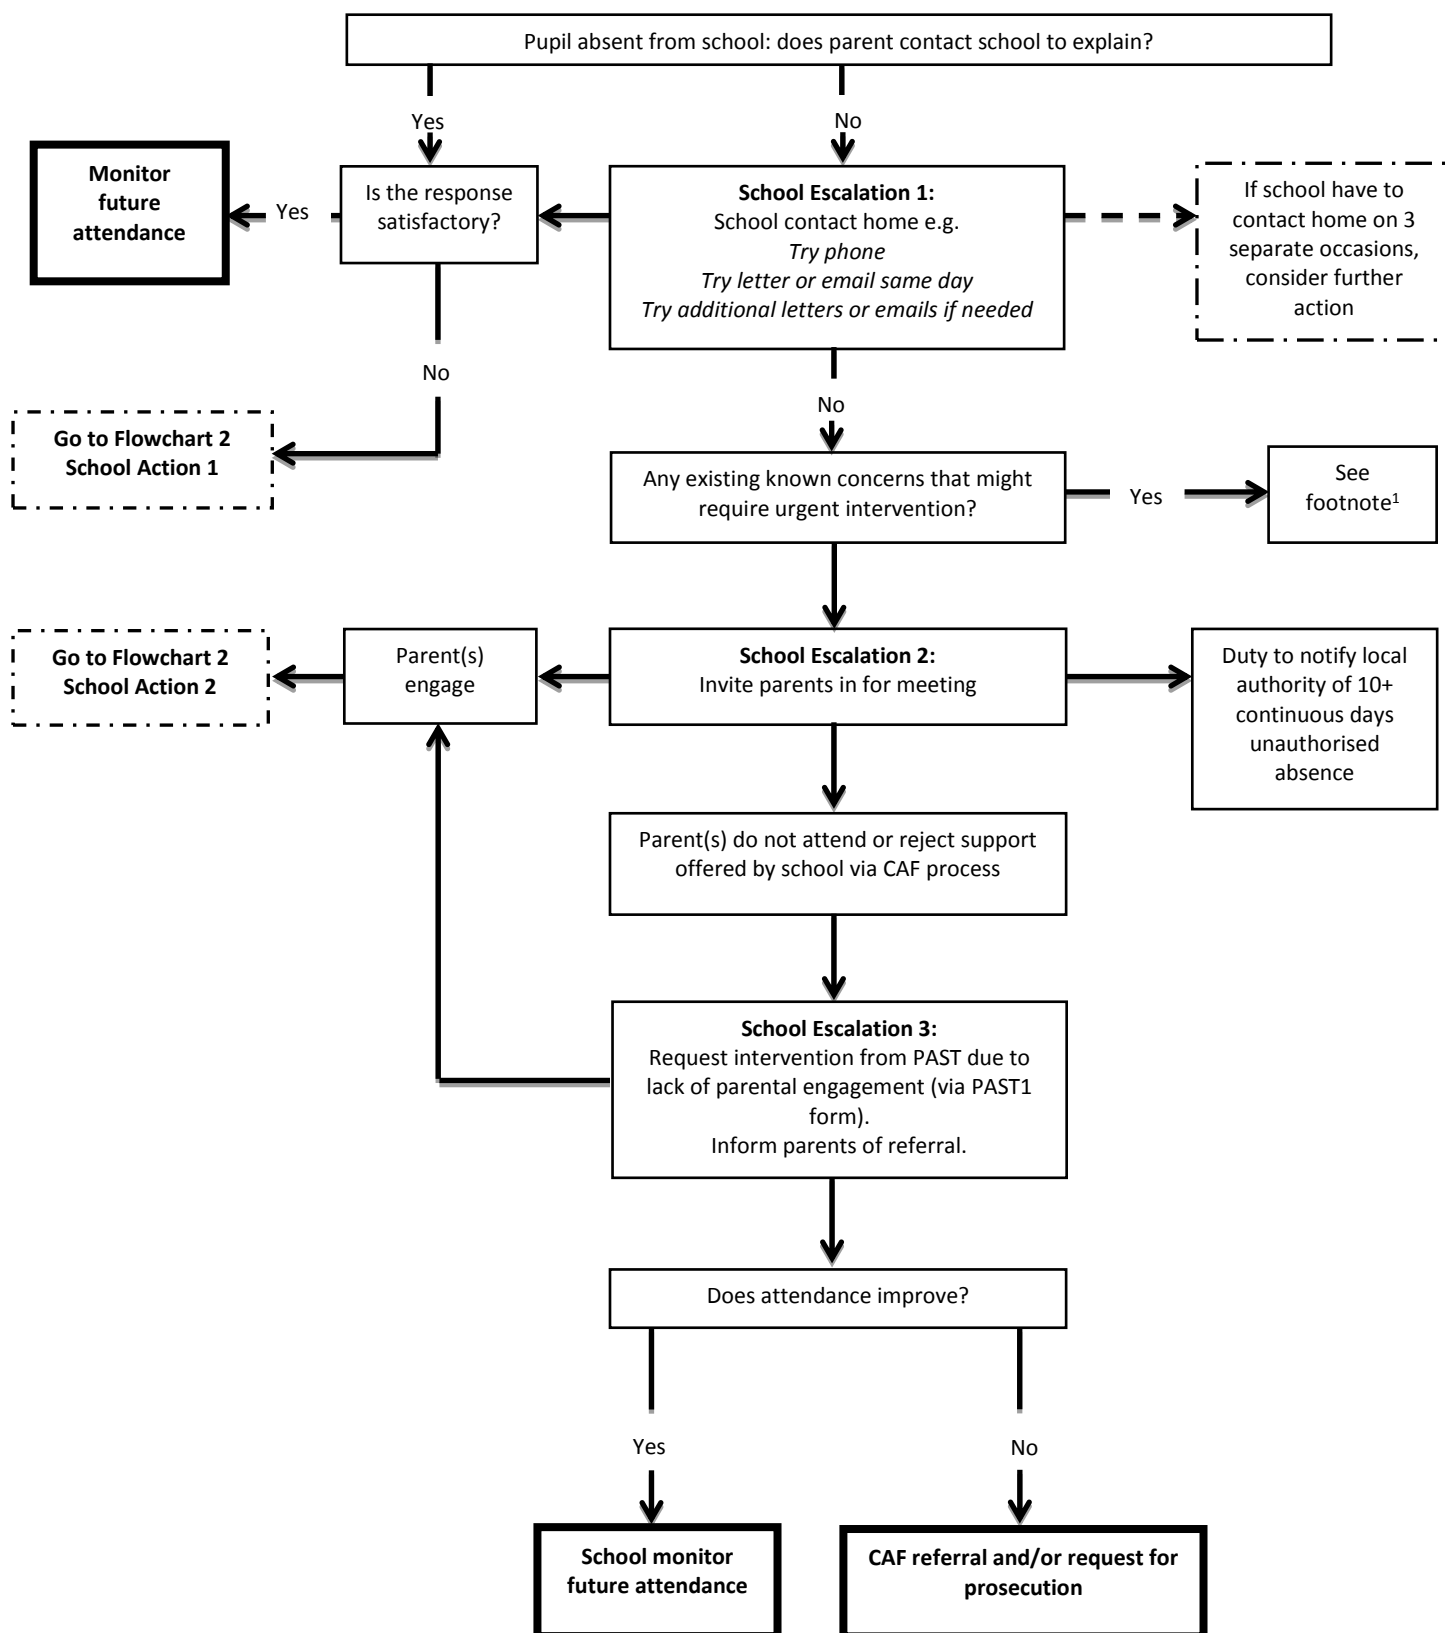 Pupil absent from school: does parent contact school to explain?
Yes
No
Monitor
future
attendance
Yes
Is the response
satisfactory?
School Escalation 1:
School contact home e.g.
Try phone
Try letter or email same day
Try additional letters or emails if needed
If school have to
contact home on 3
separate occasions,
consider further
action
No
No
Go to Flowchart 2
School Action 1
Any existing known concerns that might
require urgent intervention?
Yes
See
footnote¹
Go to Flowchart 2
School Action 2
Parent(s)
engage
School Escalation 2:
Invite parents in for meeting
Duty to notify local
authority of 10+
continuous days
unauthorised
absence
Parent(s) do not attend or reject support
offered by school via CAF process
School Escalation 3:
Request intervention from PAST due to
lack of parental engagement (via PAST1
form).
Inform parents of referral.
Does attendance improve?
Yes
No
School monitor
future attendance
CAF referral and/or request for
prosecution